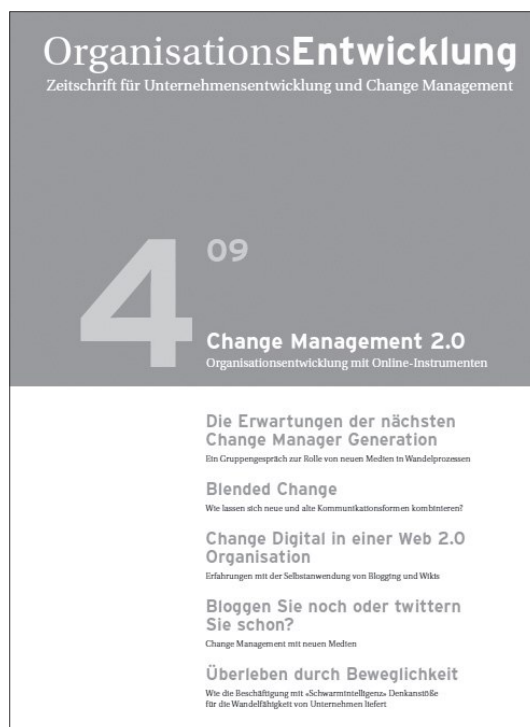 OrganisationsEntwicklung
Zeitschrift für Unternehmensentwicklung und Change Management
4 09
Change Management 2.0
Organisationsentwicklung mit Online-Instrumenten
Die Erwartungen der nächsten
Change Manager Generation
Ein Gruppengespräch zur Rolle von neuen Medien in Wandelprozessen
Blended Change
Wie lassen sich neue und alte Kommunikationsformen kombinieren?
Change Digital in einer Web 2.0
Organisation
Erfahrungen mit der Selbstanwendung von Blogging und Wikis
Bloggen Sie noch oder twittern
Sie schon?
Change Management mit neuen Medien
Überleben durch Beweglichkeit
Wie die Beschäftigung mit «Schwarmintelligenz» Denkanstöße
für die Wandelfähigkeit von Unternehmen liefert